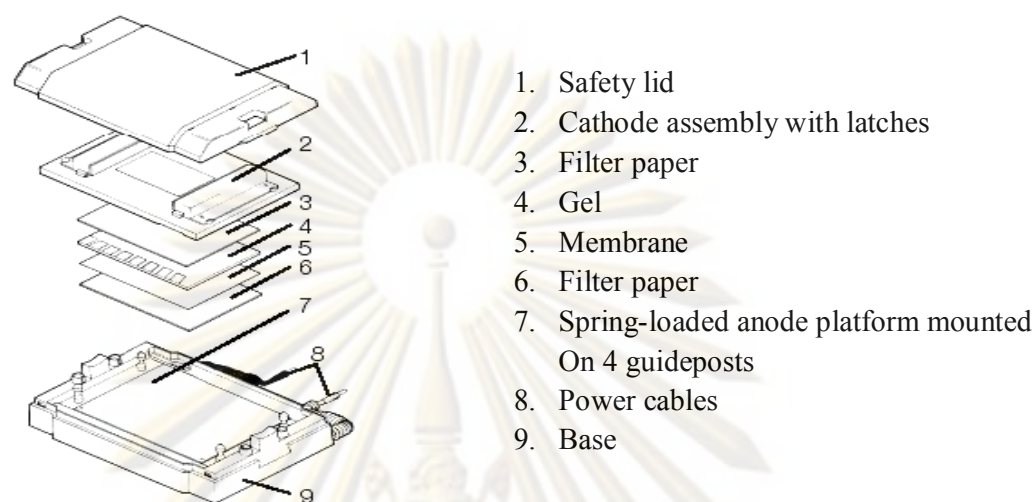 1
2
3
4
5
6
7
8
9
1. Safety lid
2. Cathode assembly with latches
3. Filter paper
4. Gel
5. Membrane
6. Filter paper
7. Spring-loaded anode platform mounted
On 4 guideposts
8. Power cables
9. Base